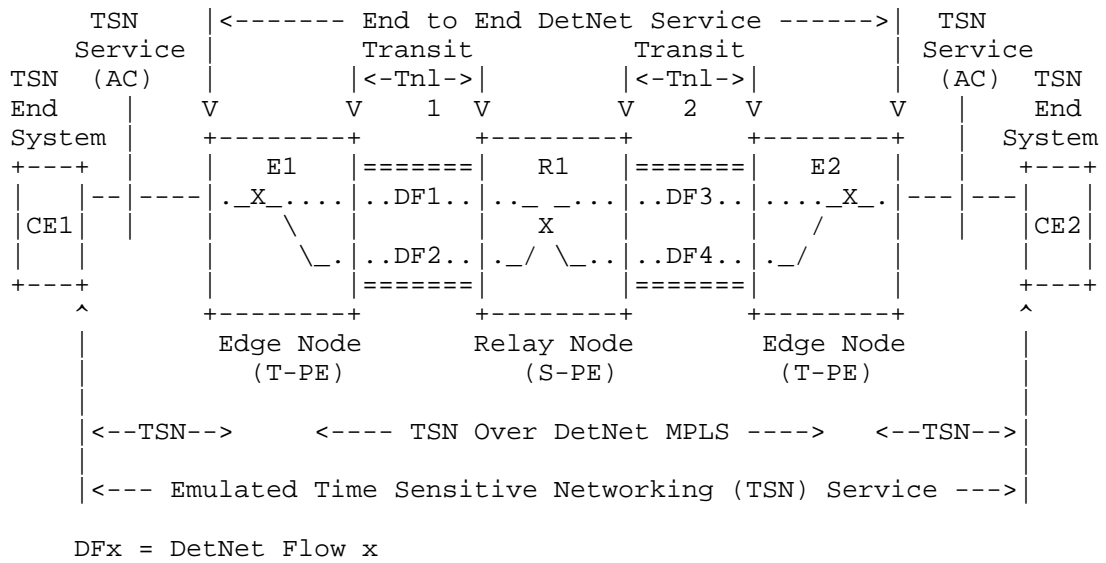 TSN |<------- End to End DetNet Service ------>| TSN
Service | Transit Transit | Service
TSN (AC) | |<-Tnl->| |<-Tnl->| | (AC) TSN
End | V V 1 V V 2 V V | End
System | +--------+ +--------+ +--------+ | System
+---+ | | E1 |=======| R1 |=======| E2 | | +---+
| |--|----|._X_....|..DF1..|.._ _...|..DF3..|...._X_.|---|---| |
|CE1| | | \ | | X | | / | | |CE2|
| | | \_.|..DF2..|._/ \_..|..DF4..|._/ | | |
+---+ | |=======| |=======| | +---+
^ +--------+ +--------+ +--------+ ^
| Edge Node Relay Node Edge Node |
| (T-PE) (S-PE) (T-PE) |
| |
|<--TSN--> <---- TSN Over DetNet MPLS ----> <--TSN-->|
| |
|<--- Emulated Time Sensitive Networking (TSN) Service --->|
DFx = DetNet Flow x